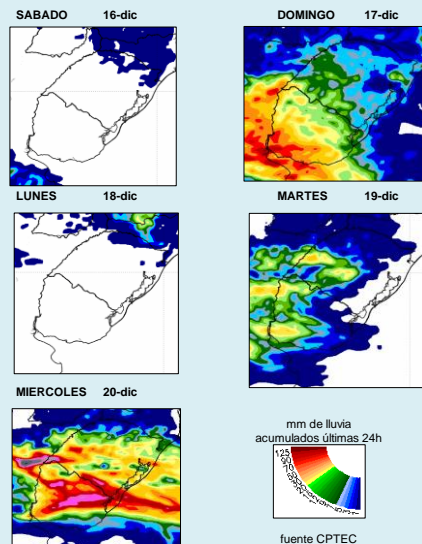 SABADO 16-dic
DOMINGO 17-dic
LUNES 18-dic
MARTES 19-dic
MIERCOLES 20-dic
mm de lluvia
acumulados últimas 24h
125
fuente CPTEC